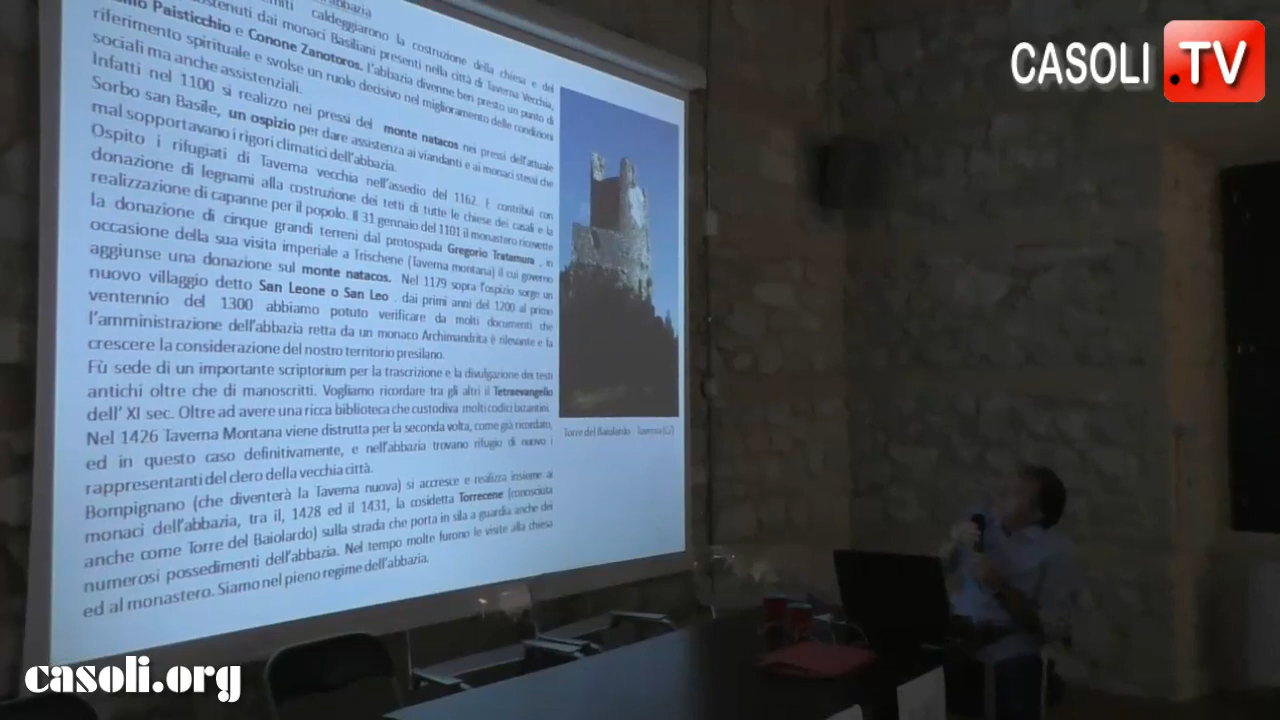 abbazia
eremiti caldeggiarono la costruzione della chiesa e del
sostenuti dai monaci Basiliani presenti nella città di Taverna Vecchia,
Paisticchio e Conone Zanotoros. l'abbazia divenne ben presto un punto di
riferimento spirituale e svolse un ruolo decisivo nel miglioramento delle condizioni
sociali ma anche assistenziali.
Infatti nel 1100 si realizzo nei pressi del monte natacos nei pressi dell'attuale
Sorbo san Basile, un ospizio per dare assistenza ai viandanti e ai monaci stessi che
mal sopportavano i rigori climatici dell'abbazia.
Ospito i rifugiati di Taverna vecchia nell'assedio del 1162. E contribuì con
donazione di legnami alla costruzione dei tetti di tutte le chiese dei casali e la
realizzazione di capanne per il popolo. Il 31 gennaio del 1101 il monastero ricevette
la donazione di cinque grandi terreni dal protospada Gregorio Tratamura , in
occasione della sua visita imperiale a Trischene (Taverna montana) il cui governo
aggiunse una donazione sul monte natacos. Nel 1179 sopra l'ospizio sorge un
nuovo villaggio detto San Leone o San Leo . dai primi anni del 1200 al primo
ventennio del 1300 abbiamo potuto verificare da molti documenti che
l'amministrazione dell'abbazia retta da un monaco Archimandrita è rilevante e la
crescere la considerazione del nostro territorio presilano.
Fù sede di un importante scriptorium per la trascrizione e la divulgazione dei testi
antichi oltre che di manoscritti. Vogliamo ricordare tra gli altri il Tetraevangello
dell' XI sec. Oltre ad avere una ricca biblioteca che custodiva molti codici bizantini.
Nel 1426 Taverna Montana viene distrutta per la seconda volta, come già ricordato,
ed in questo caso definitivamente, e nell'abbazia trovano rifugio di nuovo i
rappresentanti del clero della vecchia città.
Bompignano (che diventerà la Taverna nuova) si accresce e realizza insieme ai
monaci dell'abbazia, tra il, 1428 ed il 1431, la cosidetta Torrecene (conosciuta
anche come Torre del Baiolardo) sulla strada che porta in sila a guardia anche dei
numerosi possedimenti dell'abbazia. Nel tempo molte furono le visite alla chiesa
ed al monastero. Siamo nel pieno regime dell'abbazia.
Torre del Baiolardo Taverna (CZ)
CASOLI .TV
casoli.org